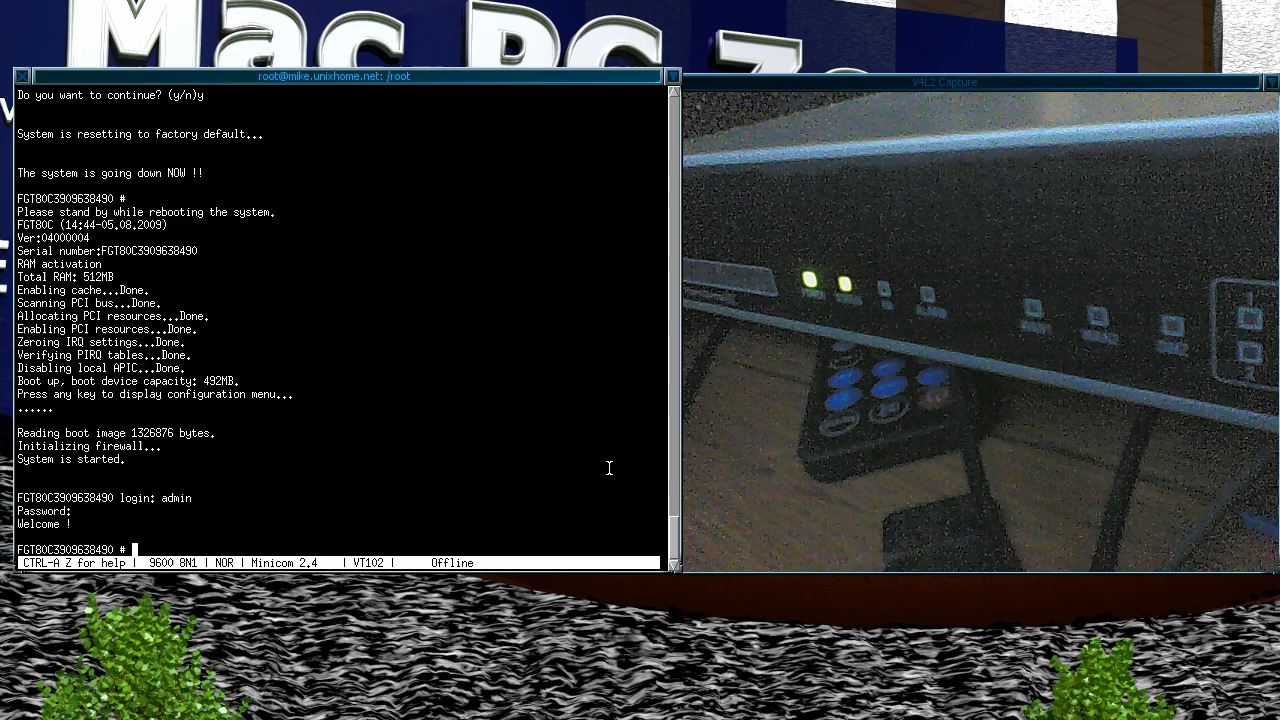 Mac PC Z
root@mike.unixhome.net: /root
Do you want to continue? (y/n)y
System is resetting to factory default...
The system is going down NOW !!
FGT80C3909638490 #
Please stand by while rebooting the system.
FGT80C (14:44-05.08.2009)
Ver:04000004
Serial number:FGT80C3909638490
RAM activation
Total RAM: 512MB
Enabling cache...Done.
Scanning PCI bus...Done.
Allocating PCI resources...Done.
Enabling PCI resources...Done.
Zeroing IRQ settings...Done.
Verifying PIRQ tables...Done.
Disabling local APIC...Done.
Boot up, boot device capacity: 492MB.
Press any key to display configuration menu...
......
Reading boot image 1326876 bytes.
Initializing firewall...
System is started.
FGT80C3909638490 login: admin
Password:
Welcome !
FGT80C3909638490 #
CTRL-A Z for help | 9600 8N1 | NOR | Minicom 2.4 | VT102 | Offline
V4L2 Capture
1
2